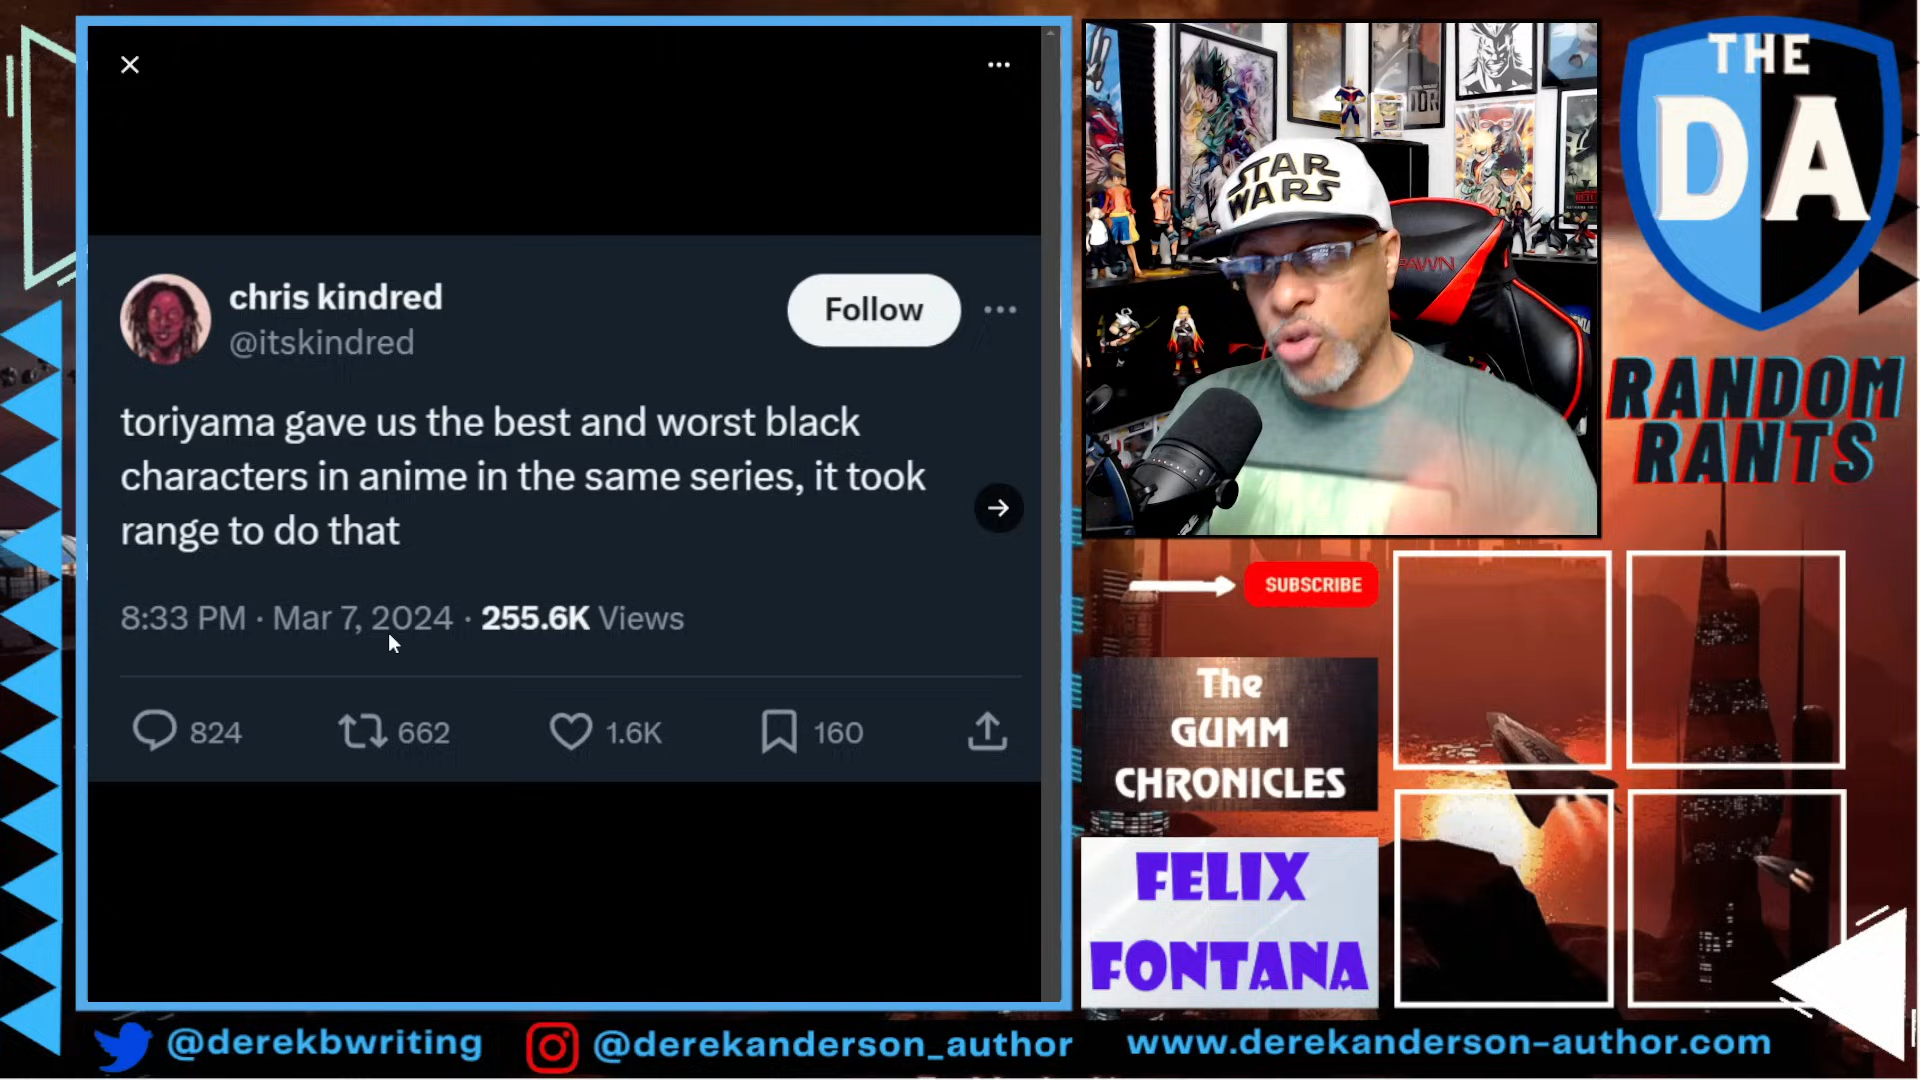 chris kindred
@itskindred
Follow
toriyama gave us the best and worst black
characters in anime in the same series, it took
range to do that
8:33 PM · Mar 7, 2024 · 255.6K Views
824
662
1.6K
160
STAR
WARS
THE
DA
RANDOM
RANTS
SUBSCRIBE
The
GUMM
CHRONICLES
FELIX
FONTANA
@derekbwriting
@derekanderson_author
www.derekanderson-author.com